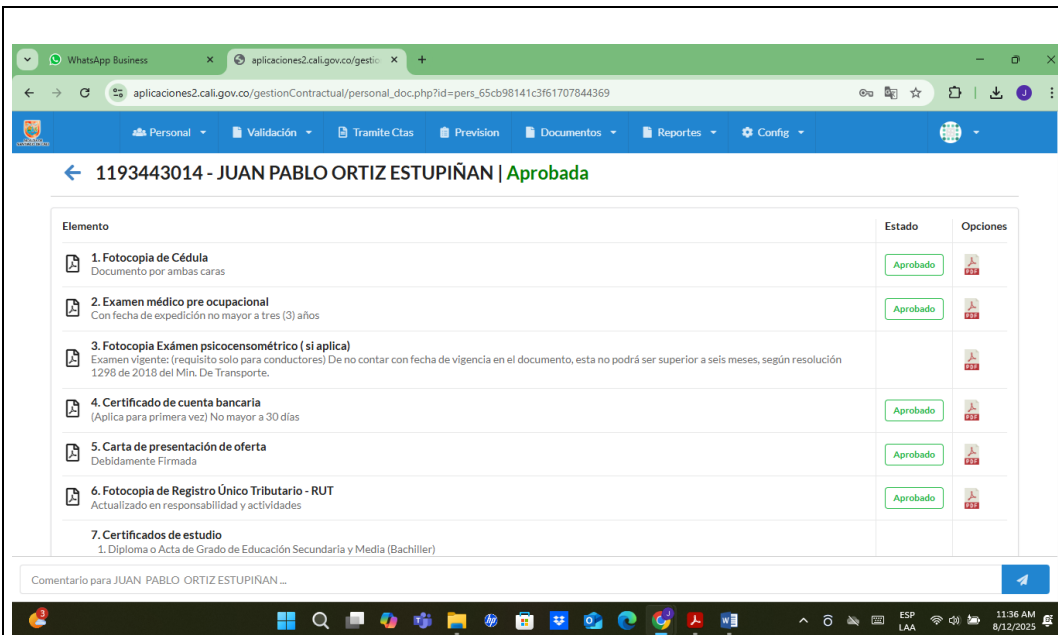 WhatsApp Business
aplicaciones2.cali.gov.co/gestio
aplicaciones2.cali.gov.co/gestionContractual/personal_doc.php?id=pers_65cb98141c3f61707844369
J
Personal Validación Tramite Ctas Prevision Documentos Reportes Config
1193443014 - JUAN PABLO ORTIZ ESTUPIÑAN | Aprobada
Elemento Estado Opciones
1. Fotocopia de Cédula
Documento por ambas caras
Aprobado
PDF
2. Examen médico pre ocupacional
Con fecha de expedición no mayor a tres (3) años
Aprobado
PDF
3. Fotocopia Exámen psicocensométrico ( si aplica)
Examen vigente: (requisito solo para conductores) De no contar con fecha de vigencia en el documento, esta no podrá ser superior a seis meses, según resolución
1298 de 2018 del Min. De Transporte.
PDF
4. Certificado de cuenta bancaria
(Aplica para primera vez) No mayor a 30 días
Aprobado
PDF
5. Carta de presentación de oferta
Debidamente Firmada
Aprobado
PDF
6. Fotocopia de Registro Único Tributario - RUT
Actualizado en responsabilidad y actividades
Aprobado
PDF
7. Certificados de estudio
1. Diploma o Acta de Grado de Educación Secundaria y Media (Bachiller)
Comentario para JUAN PABLO ORTIZ ESTUPIÑAN ...
3
ESP
LAA
11:36 AM
8/12/2025